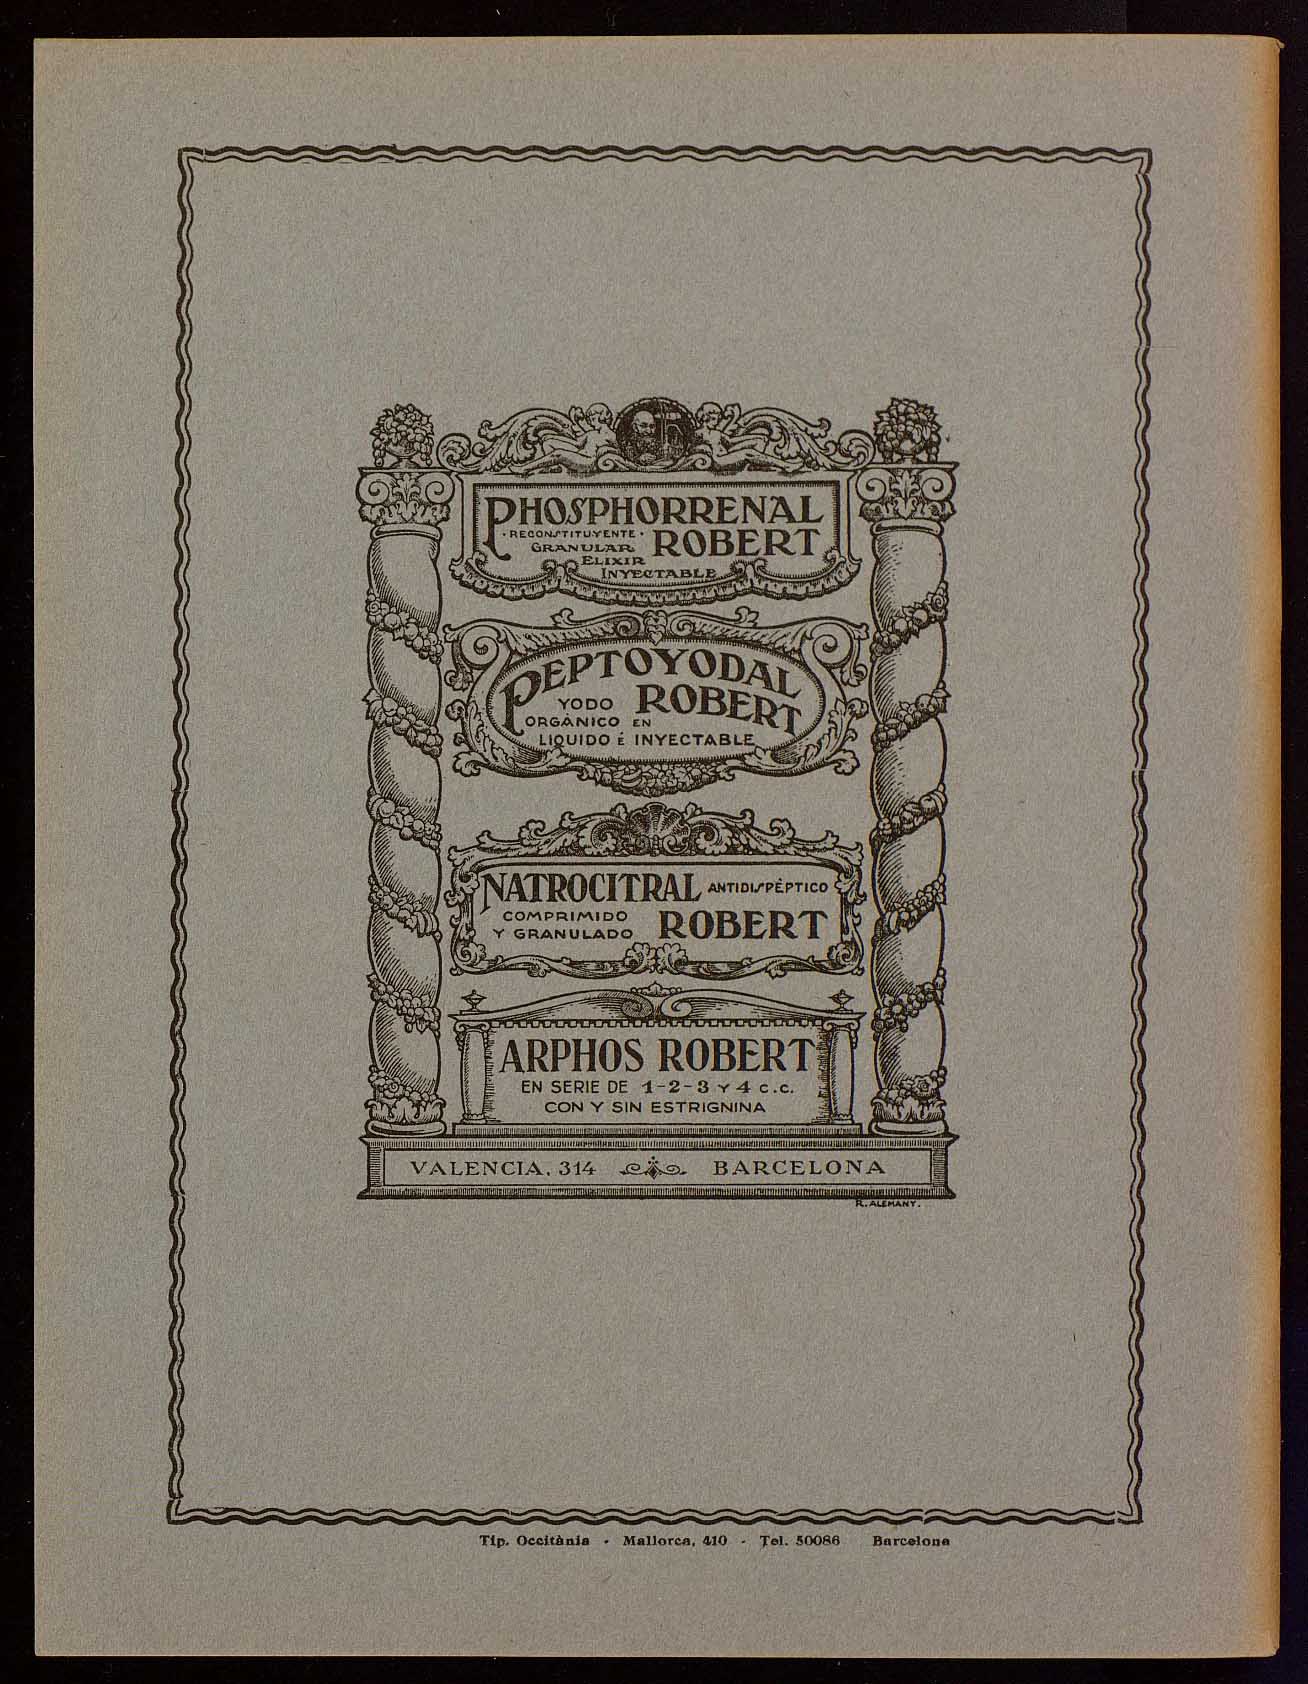 PHOSPHORRENAL
· RECONSTITUYENTE ·
GRANULAR
ROBERT
ELIXIR
INYECTABLE
PEPTOYODAL
YODO
ROBERT
ORGÁNICO EN
LIQUIDO É INYECTABLE
NATROCITRAL ANTIDISPÉPTICO
COMPRIMIDO
Y GRANULADO
ROBERT
ARPHOS ROBERT
EN SERIE DE 1-2-3 Y 4 C.C.
CON Y SIN ESTRIGNINA
VALENCIA, 314 BARCELONA
R. ALEMANY.
Tip. Occitània - Mallorca, 410 - Tel. 50086 Barcelona